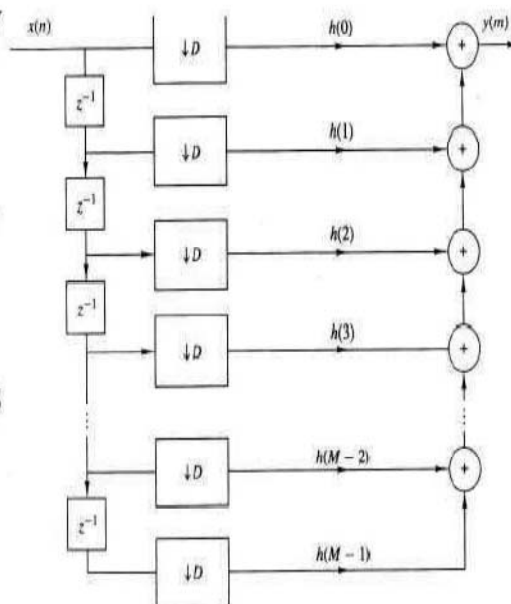 x(n) ↓D h(0) + y(m)
z⁻¹
↓D h(1) +
z⁻¹
↓D h(2) +
z⁻¹
↓D h(3) +
↓D h(M − 2) +
z⁻¹
↓D h(M − 1)